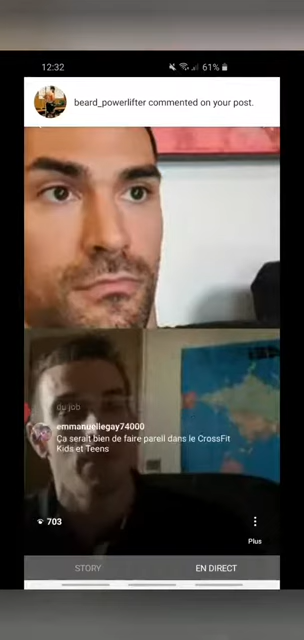 12:32
61%
beard_powerlifter commented on your post.
du job
emmanuellegay74000
Ça serait bien de faire pareil dans le CrossFit
Kids et Teens
703
Plus
STORY
EN DIRECT